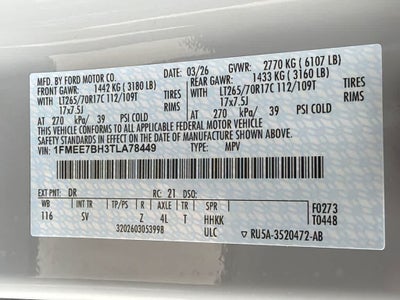 MFD. BY FORD MOTOR CO. 03/26 GVWR: 2770 KG (6107 LB)
FRONT GAWR: 1442 KG (3180 LB) REAR GAWR: 1433 KG (3160 LB)
WITH LT265/70R17C 112/109T WITH LT265/70R17C 112/109T
17x7.5J 17x7.5J
AT 270 kPa/ 39 PSI COLD AT 270 kPa/ 39 PSI COLD
THIS VEHICLE CONFORMS TO ALL APPLICABLE FEDERAL MOTOR VEHICLE
SAFETY STANDARDS IN EFFECT ON THE DATE OF MANUFACTURE SHOWN ABOVE.
VIN: 1FMEE7BH3TLA78449 TYPE: MPV
EXT PNT: DR RC: 21 DSO:
WB INT TR TP/PS R AXLE TR SPR F0273
116 SV Z 4L T HHKK T0448
3202603053998 ULC ▽ RU5A-3520472-AB